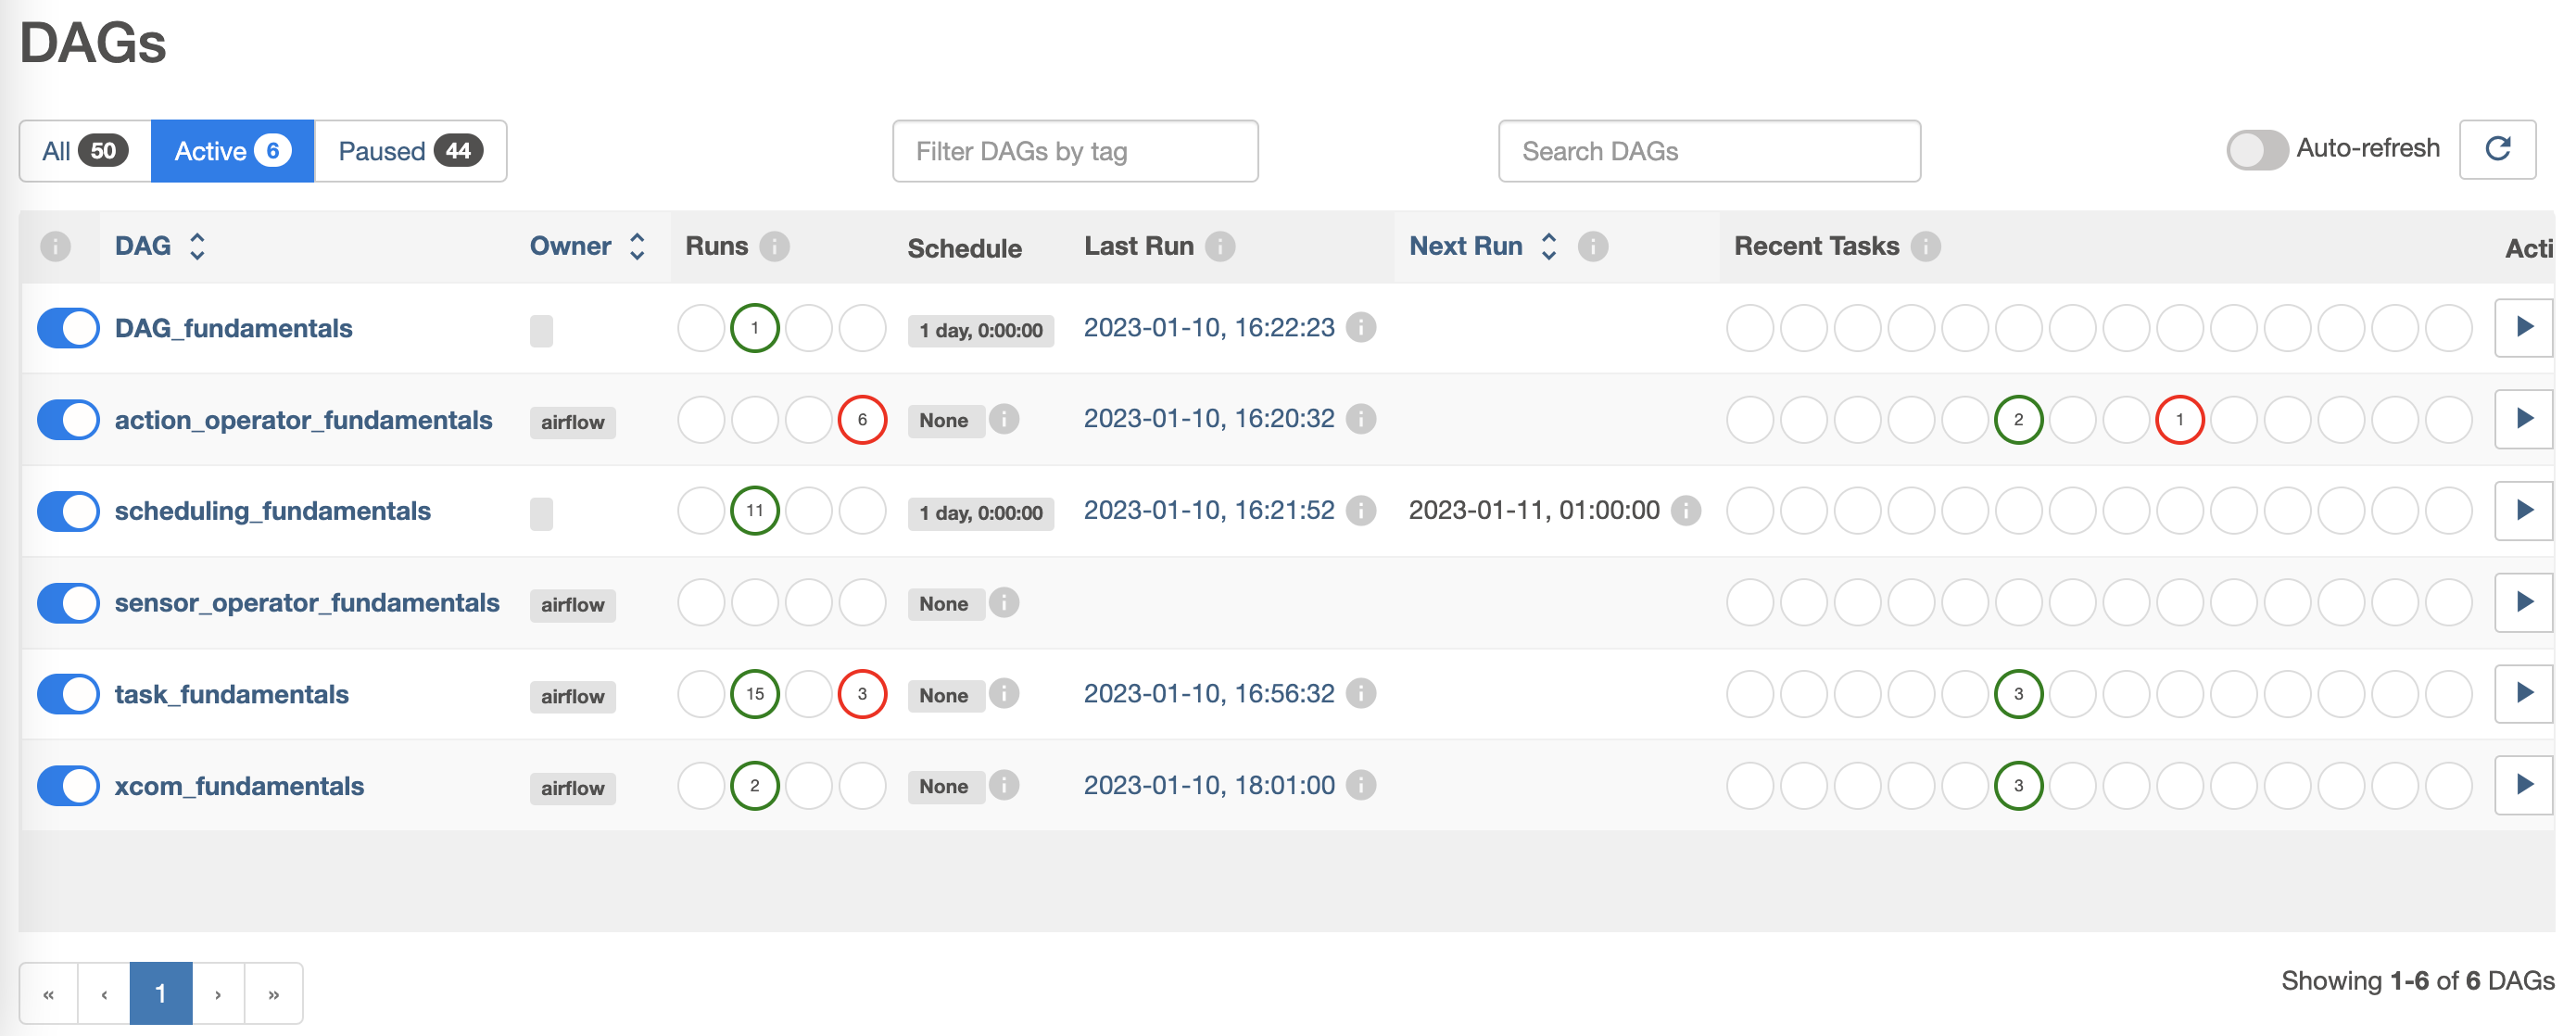 DAGs
All 50 Active 6 Paused 44 Filter DAGs by tag Search DAGs Auto-refresh
DAG Owner Runs Schedule Last Run Next Run Recent Tasks Acti
DAG_fundamentals 1 1 day, 0:00:00 2023-01-10, 16:22:23
action_operator_fundamentals airflow 6 None 2023-01-10, 16:20:32 2 1
scheduling_fundamentals 11 1 day, 0:00:00 2023-01-10, 16:21:52 2023-01-11, 01:00:00
sensor_operator_fundamentals airflow None
task_fundamentals airflow 15 3 None 2023-01-10, 16:56:32 3
xcom_fundamentals airflow 2 None 2023-01-10, 18:01:00 3
« ‹ 1 › » Showing 1-6 of 6 DAGs